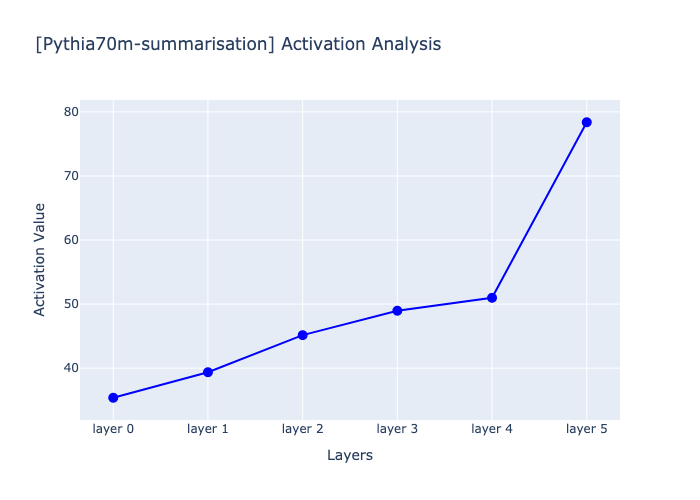 [Pythia70m-summarisation] Activation Analysis
80
70
60
50
40
Activation Value
layer 0 layer 1 layer 2 layer 3 layer 4 layer 5
Layers